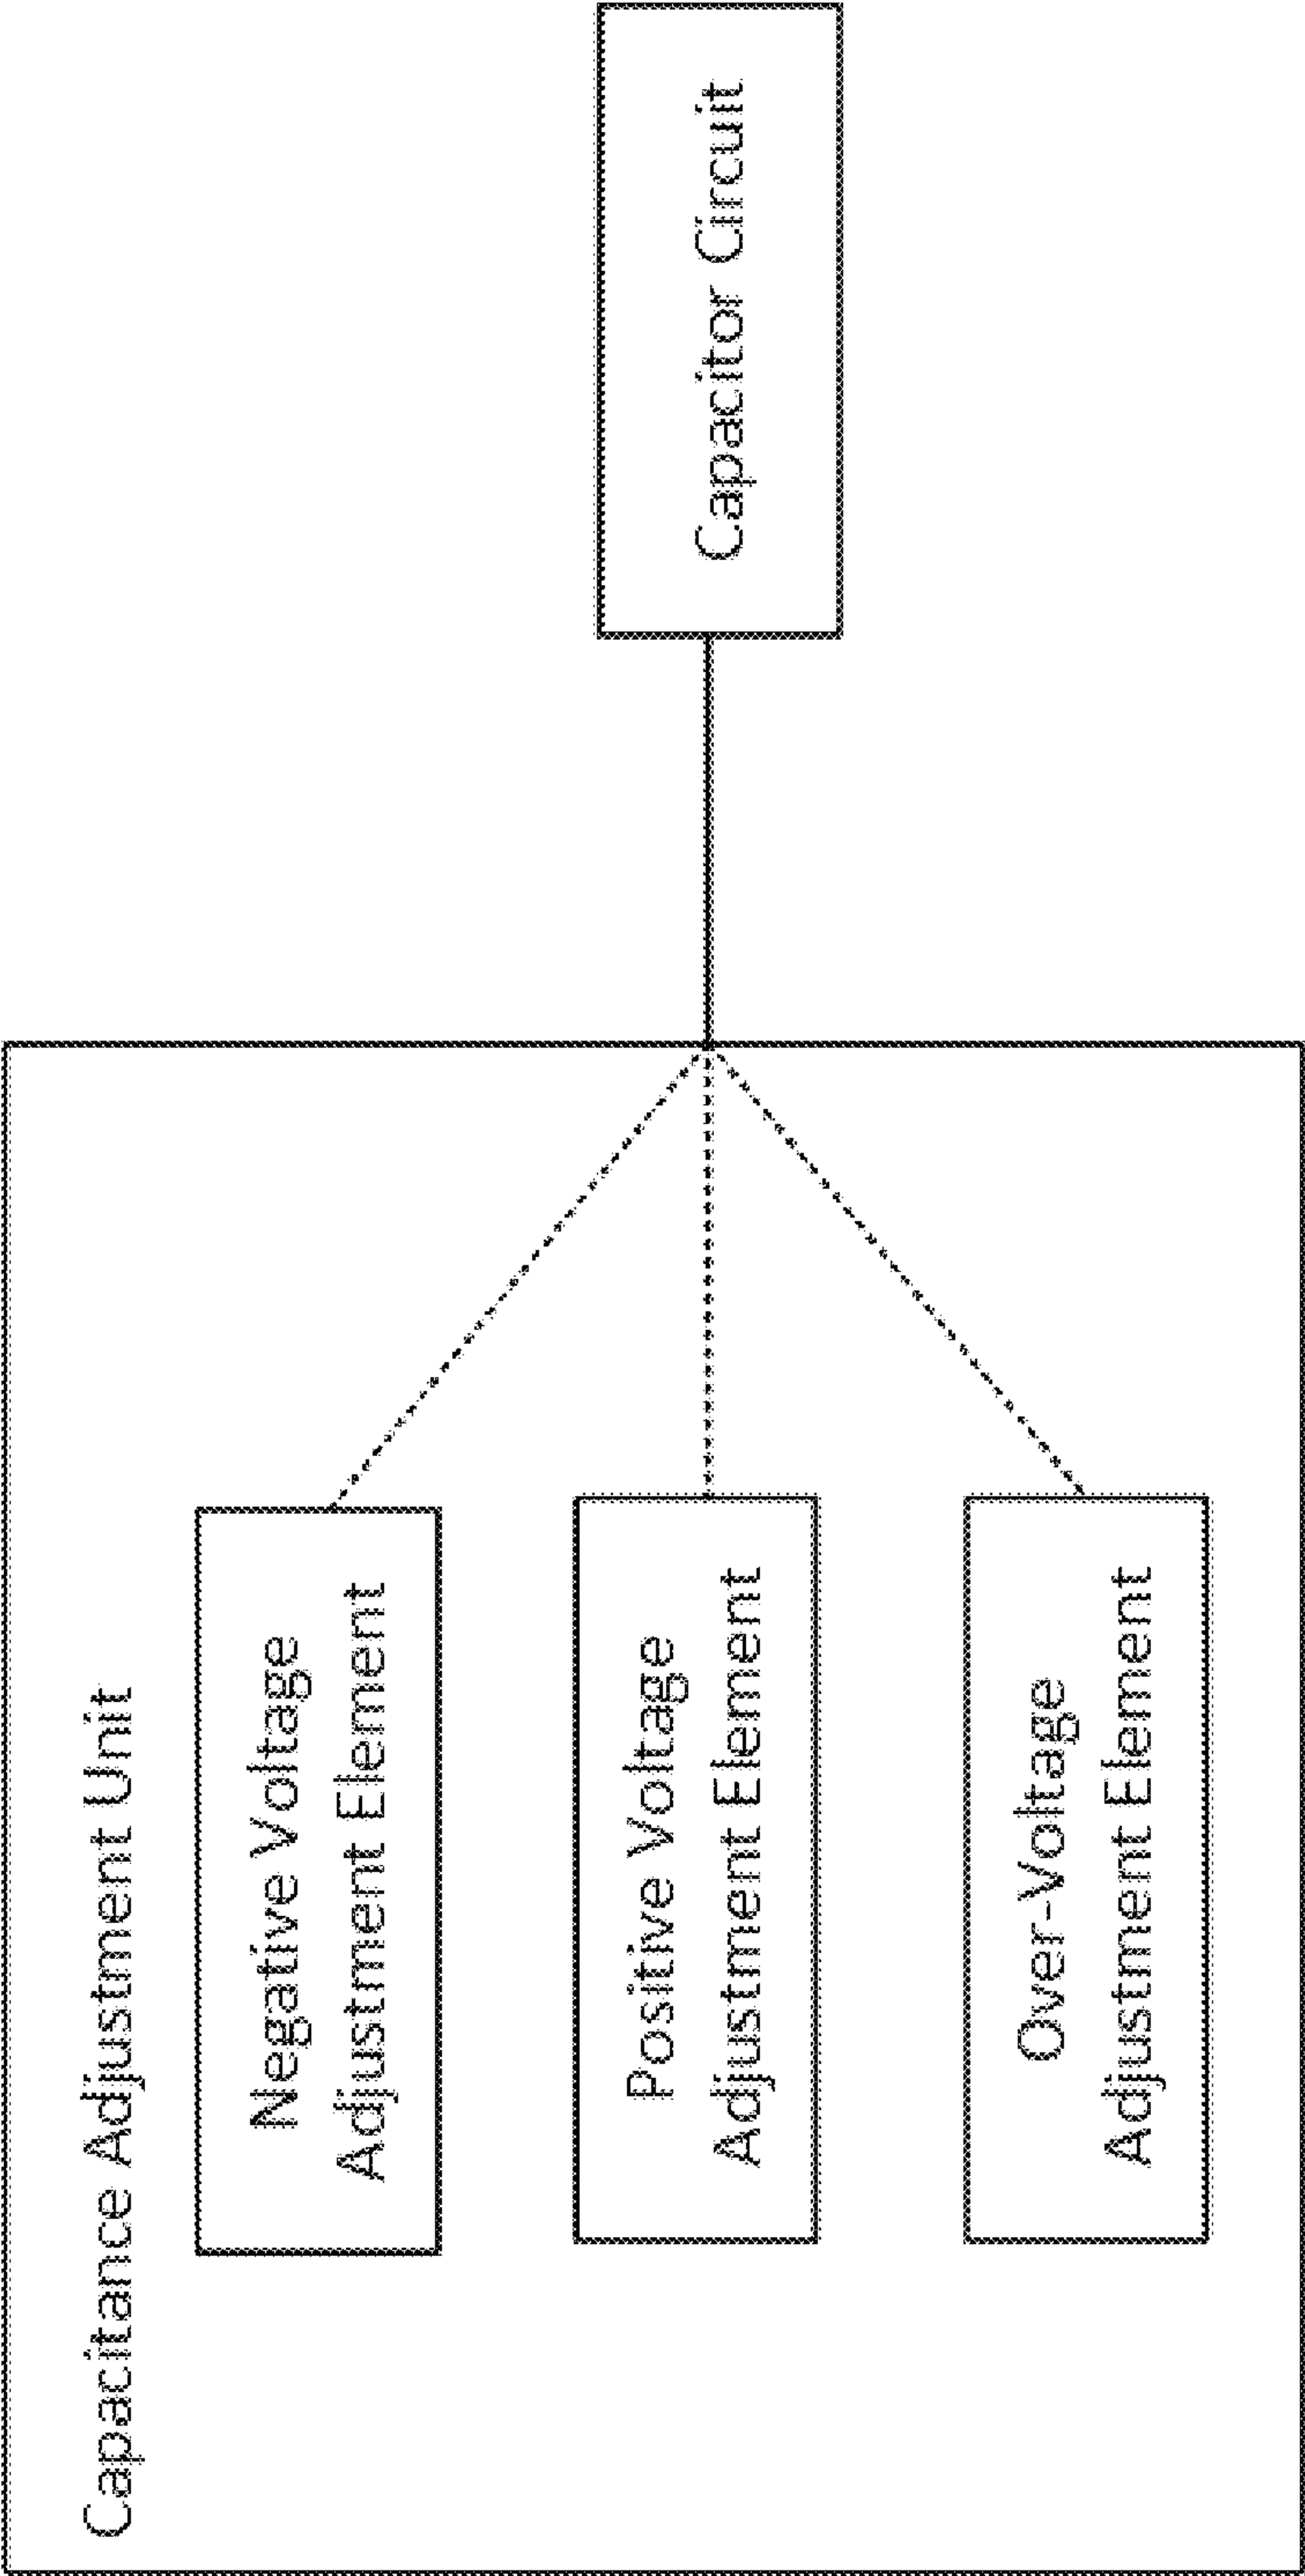 Capacitance Adjustment Unit
Negative Voltage
Adjustment Element
Positive Voltage
Adjustment Element
Over-Voltage
Adjustment Element
Capacitor Circuit